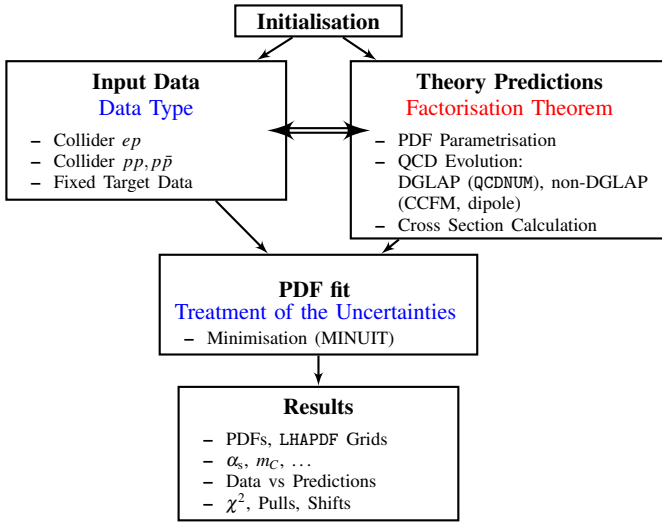 Initialisation
Input Data
Data Type
– Collider ep
– Collider pp, pp̄
– Fixed Target Data
Theory Predictions
Factorisation Theorem
– PDF Parametrisation
– QCD Evolution:
DGLAP (QCDNUM), non-DGLAP
(CCFM, dipole)
– Cross Section Calculation
PDF fit
Treatment of the Uncertainties
– Minimisation (MINUIT)
Results
– PDFs, LHAPDF Grids
– αs, mC, …
– Data vs Predictions
– χ², Pulls, Shifts